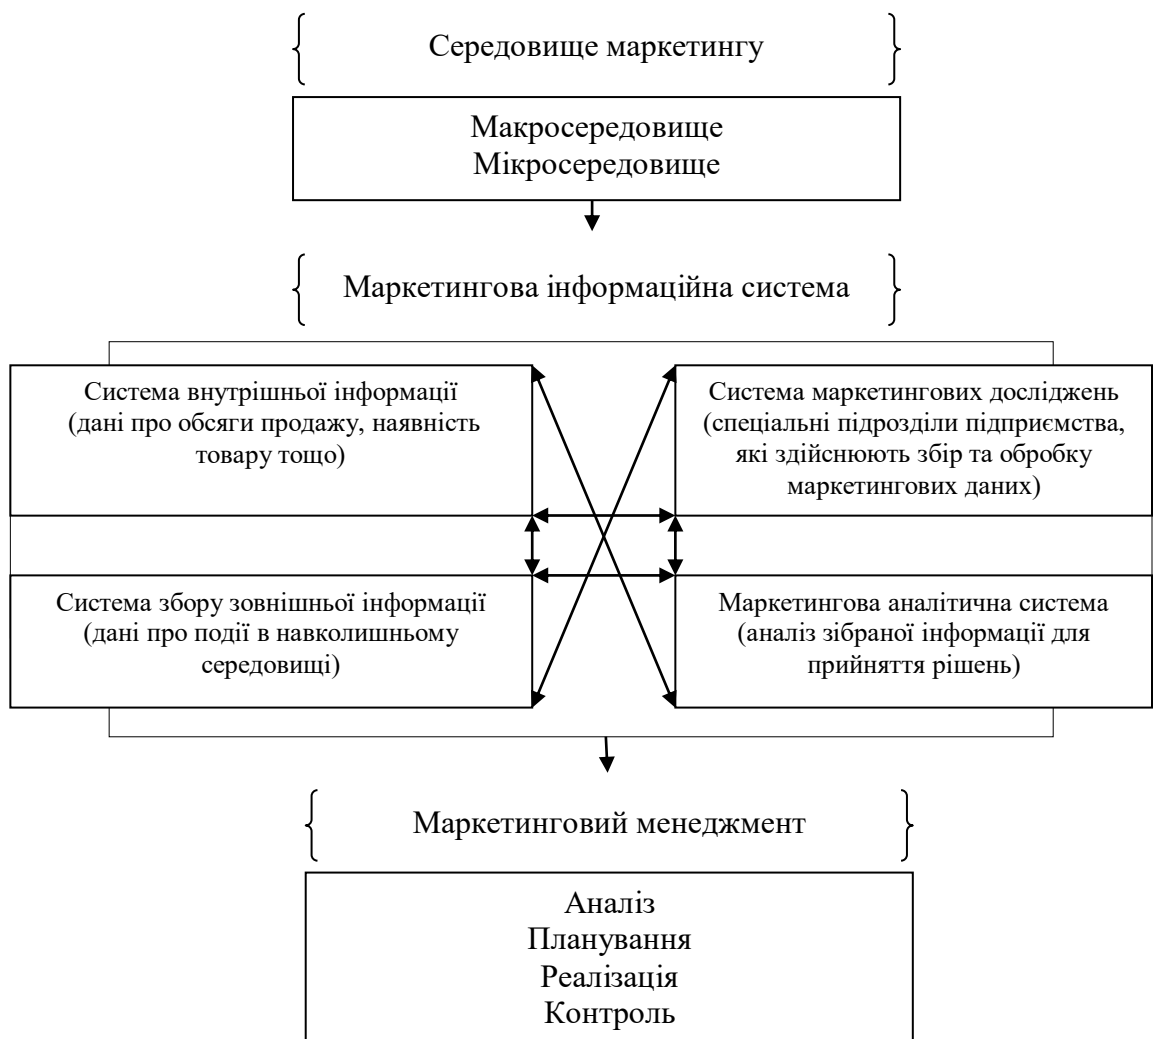 Середовище маркетингу
Макросередовище
Мікросередовище
Маркетингова інформаційна система
Система внутрішньої інформації
(дані про обсяги продажу, наявність
товару тощо)
Система маркетингових досліджень
(спеціальні підрозділи підприємства,
які здійснюють збір та обробку
маркетингових даних)
Система збору зовнішньої інформації
(дані про події в навколишньому
середовищі)
Маркетингова аналітична система
(аналіз зібраної інформації для
прийняття рішень)
Маркетинговий менеджмент
Аналіз
Планування
Реалізація
Контроль